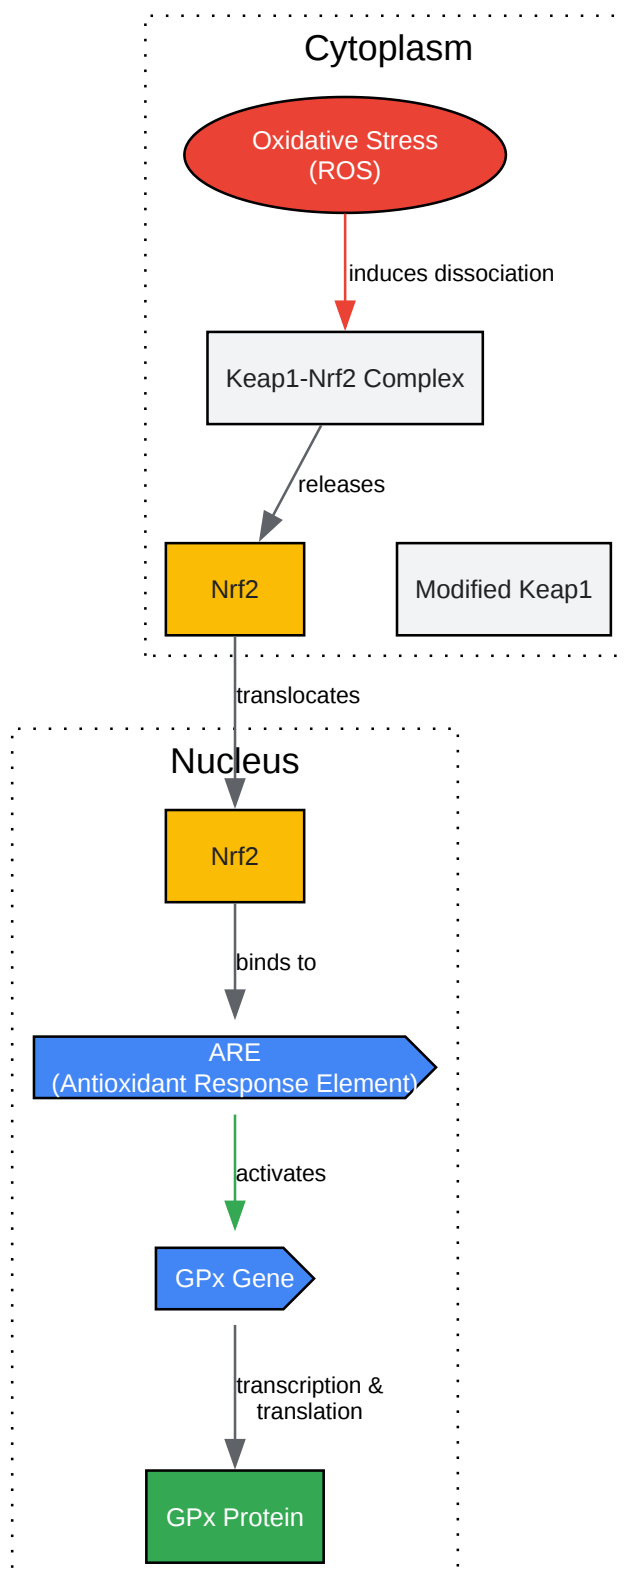 Cytoplasm
Oxidative Stress
(ROS)
induces dissociation
Keap1-Nrf2 Complex
releases
Nrf2
Modified Keap1
translocates
Nucleus
Nrf2
binds to
ARE
(Antioxidant Response Element)
activates
GPx Gene
transcription &
translation
GPx Protein